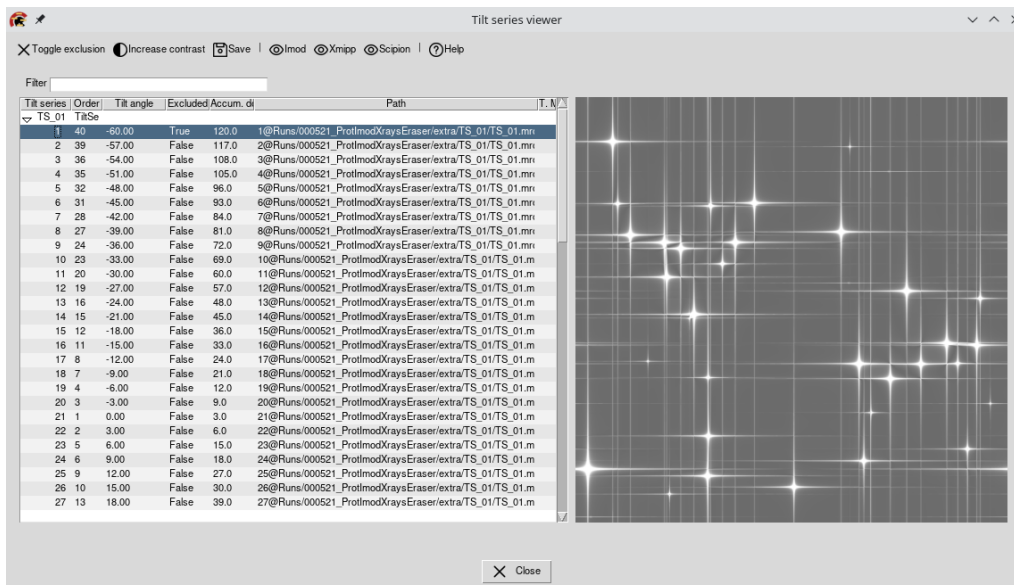 Tilt series viewer
Toggle exclusion Increase contrast Save Imod Xmipp Scipion Help
Filter
Tilt series Order Tilt angle Excluded Accum. Path T.
TS_01 TiltSe
1 40 -60.00 True 120.0 1@Runs/000521_ProtImodXraysEraser/extra/TS_01/TS_01.mrc
2 39 -57.00 False 117.0 2@Runs/000521_ProtImodXraysEraser/extra/TS_01/TS_01.mrc
3 36 -54.00 False 108.0 3@Runs/000521_ProtImodXraysEraser/extra/TS_01/TS_01.mrc
4 35 -51.00 False 105.0 4@Runs/000521_ProtImodXraysEraser/extra/TS_01/TS_01.mrc
5 32 -48.00 False 96.0 5@Runs/000521_ProtImodXraysEraser/extra/TS_01/TS_01.mrc
6 31 -45.00 False 93.0 6@Runs/000521_ProtImodXraysEraser/extra/TS_01/TS_01.mrc
7 28 -42.00 False 84.0 7@Runs/000521_ProtImodXraysEraser/extra/TS_01/TS_01.mrc
8 27 -39.00 False 81.0 8@Runs/000521_ProtImodXraysEraser/extra/TS_01/TS_01.mrc
9 24 -36.00 False 72.0 9@Runs/000521_ProtImodXraysEraser/extra/TS_01/TS_01.mrc
10 23 -33.00 False 69.0 10@Runs/000521_ProtImodXraysEraser/extra/TS_01/TS_01.m
11 20 -30.00 False 60.0 11@Runs/000521_ProtImodXraysEraser/extra/TS_01/TS_01.m
12 19 -27.00 False 57.0 12@Runs/000521_ProtImodXraysEraser/extra/TS_01/TS_01.m
13 16 -24.00 False 48.0 13@Runs/000521_ProtImodXraysEraser/extra/TS_01/TS_01.m
14 15 -21.00 False 45.0 14@Runs/000521_ProtImodXraysEraser/extra/TS_01/TS_01.m
15 12 -18.00 False 36.0 15@Runs/000521_ProtImodXraysEraser/extra/TS_01/TS_01.m
16 11 -15.00 False 33.0 16@Runs/000521_ProtImodXraysEraser/extra/TS_01/TS_01.m
17 8 -12.00 False 24.0 17@Runs/000521_ProtImodXraysEraser/extra/TS_01/TS_01.m
18 7 -9.00 False 21.0 18@Runs/000521_ProtImodXraysEraser/extra/TS_01/TS_01.m
19 4 -6.00 False 12.0 19@Runs/000521_ProtImodXraysEraser/extra/TS_01/TS_01.m
20 3 -3.00 False 9.0 20@Runs/000521_ProtImodXraysEraser/extra/TS_01/TS_01.m
21 1 0.00 False 3.0 21@Runs/000521_ProtImodXraysEraser/extra/TS_01/TS_01.m
22 2 3.00 False 6.0 22@Runs/000521_ProtImodXraysEraser/extra/TS_01/TS_01.m
23 5 6.00 False 15.0 23@Runs/000521_ProtImodXraysEraser/extra/TS_01/TS_01.m
24 6 9.00 False 18.0 24@Runs/000521_ProtImodXraysEraser/extra/TS_01/TS_01.m
25 9 12.00 False 27.0 25@Runs/000521_ProtImodXraysEraser/extra/TS_01/TS_01.m
26 10 15.00 False 30.0 26@Runs/000521_ProtImodXraysEraser/extra/TS_01/TS_01.m
27 13 18.00 False 39.0 27@Runs/000521_ProtImodXraysEraser/extra/TS_01/TS_01.m
Close